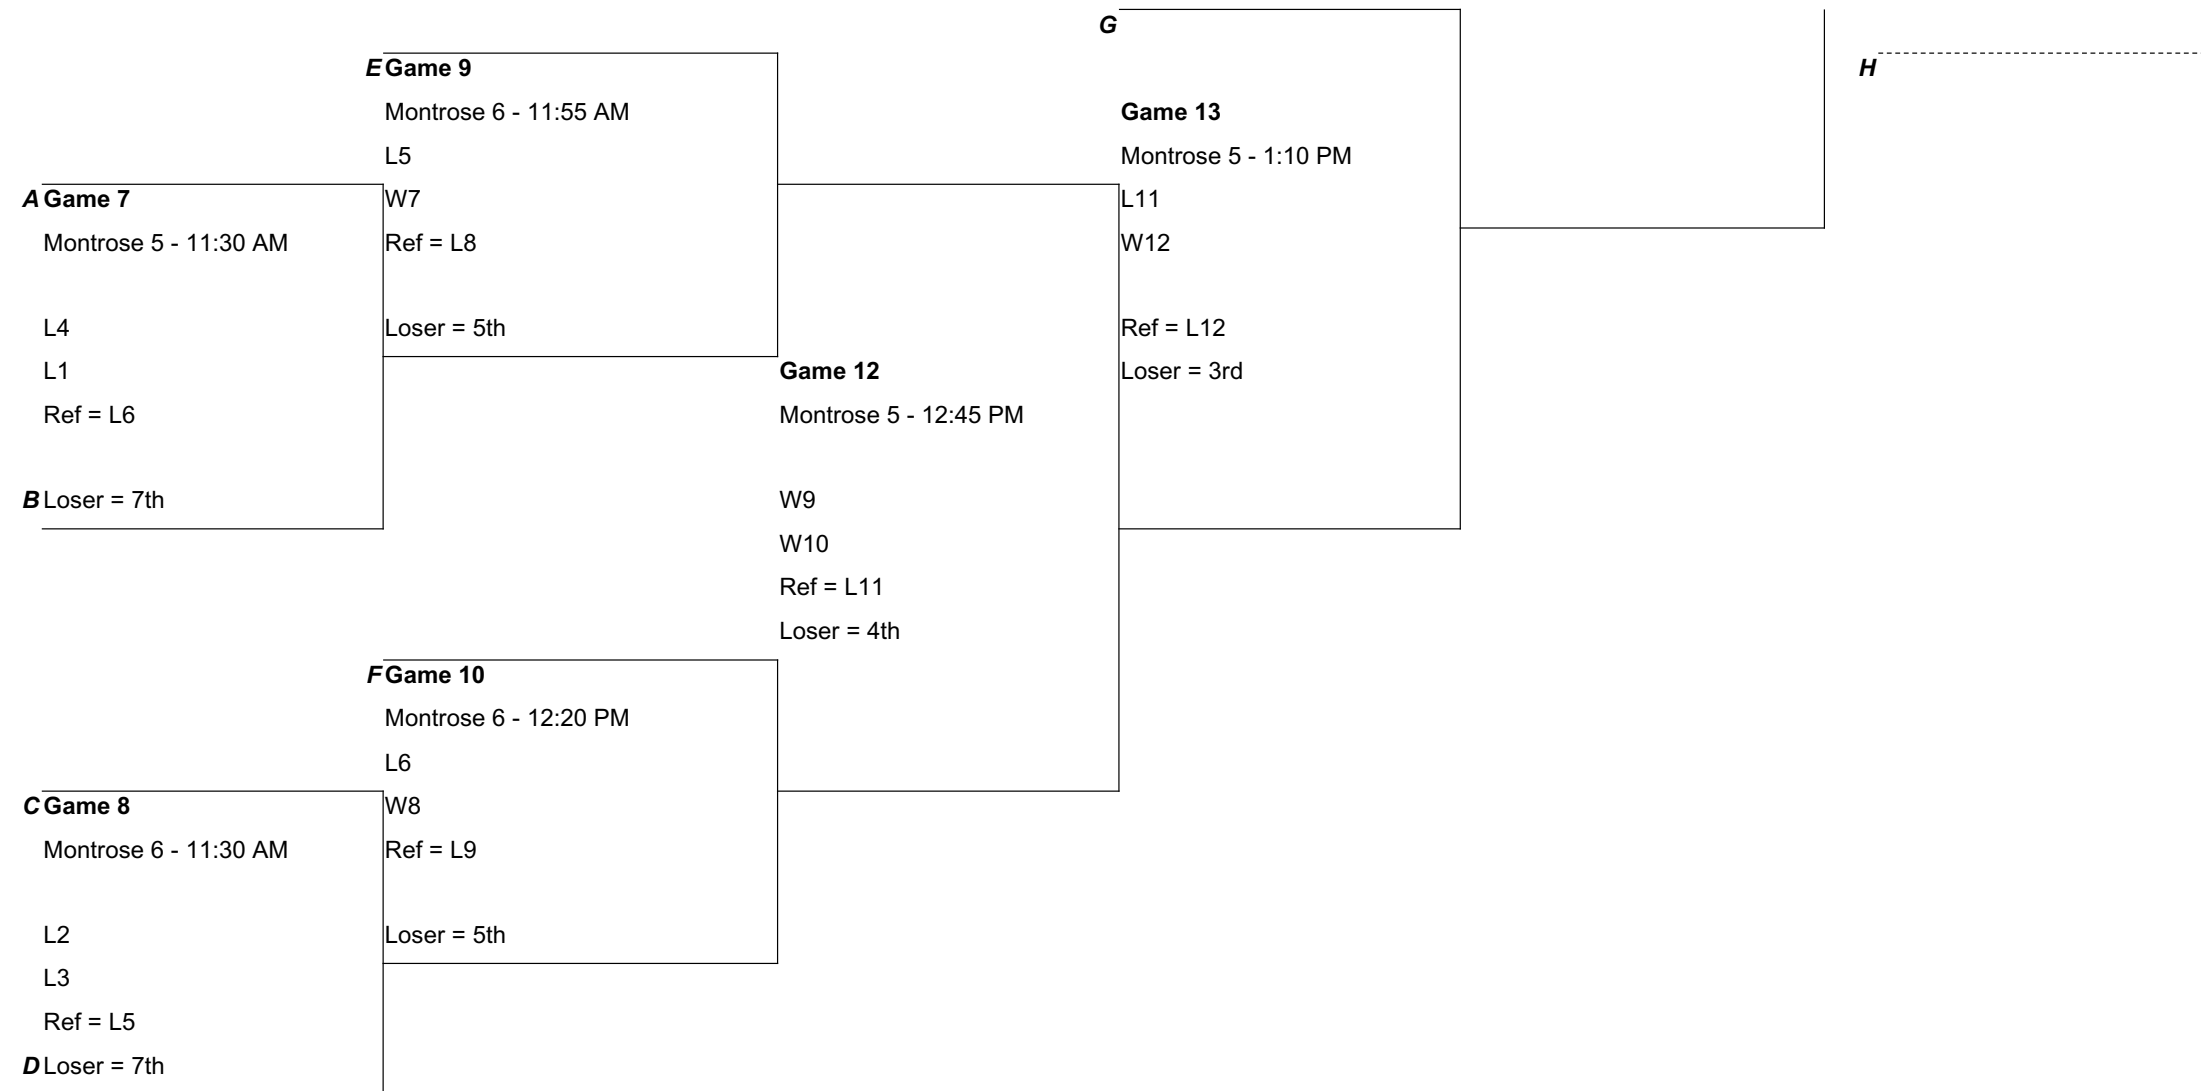 G
E Game 9
Montrose 6 - 11:55 AM
L5
W7
Ref = L8
Loser = 5th
H
Game 13
Montrose 5 - 1:10 PM
L11
W12
Ref = L12
Loser = 3rd
A Game 7
Montrose 5 - 11:30 AM
L4
L1
Ref = L6
B Loser = 7th
Game 12
Montrose 5 - 12:45 PM
W9
W10
Ref = L11
Loser = 4th
F Game 10
Montrose 6 - 12:20 PM
L6
W8
Ref = L9
Loser = 5th
C Game 8
Montrose 6 - 11:30 AM
L2
L3
Ref = L5
D Loser = 7th